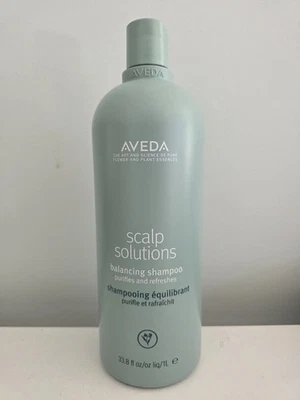 AVEDA
AVEDA
THE ART AND SCIENCE OF PURE
FLOWER AND PLANT ESSENCES
scalp
solutions
balancing shampoo
purifies and refreshes
shampooing équilibrant
purifie et rafraîchit
33.8 fl oz/oz liq/1L e